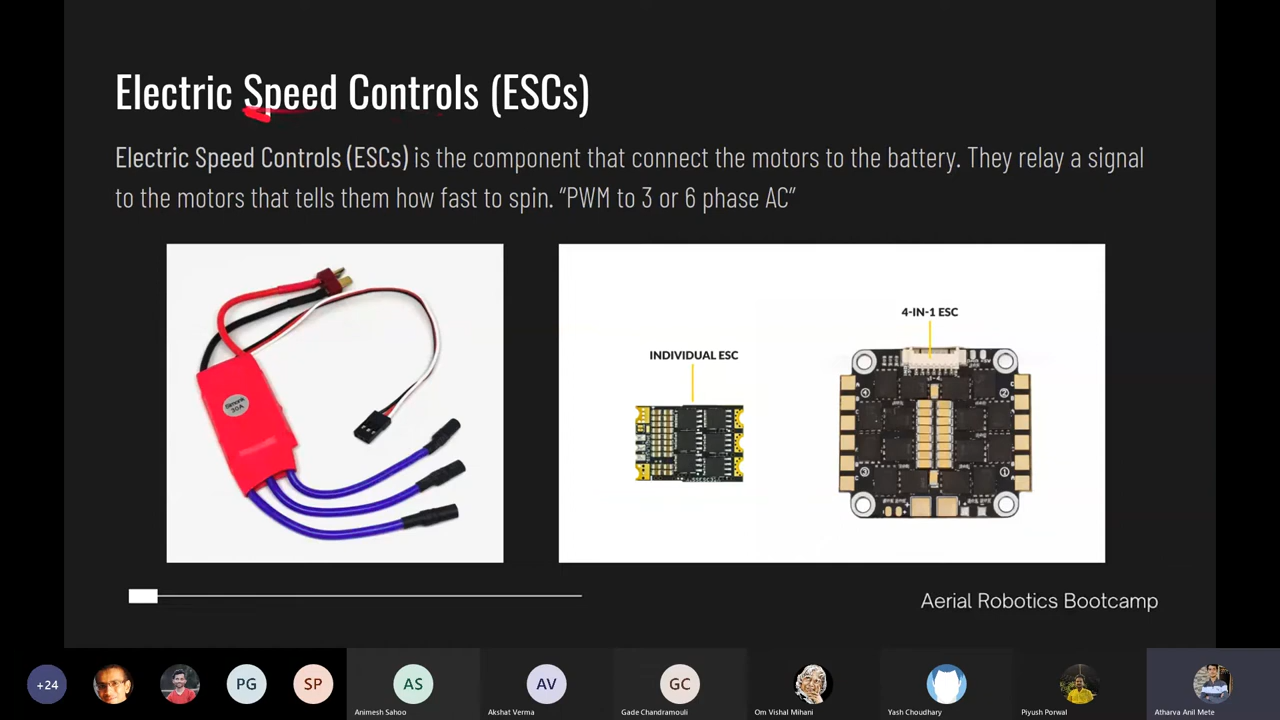 Electric Speed Controls (ESCs)
Electric Speed Controls (ESCs) is the component that connect the motors to the battery. They relay a signal
to the motors that tells them how fast to spin. “PWM to 3 or 6 phase AC”
4-IN-1 ESC
INDIVIDUAL ESC
30A
Aerial Robotics Bootcamp
+24
PG
SP
AS
AV
GC
Animesh Sahoo
Akshat Verma
Gade Chandramouli
Om Vishal Mihani
Yash Choudhary
Piyush Porwal
Atharva Anil Mete